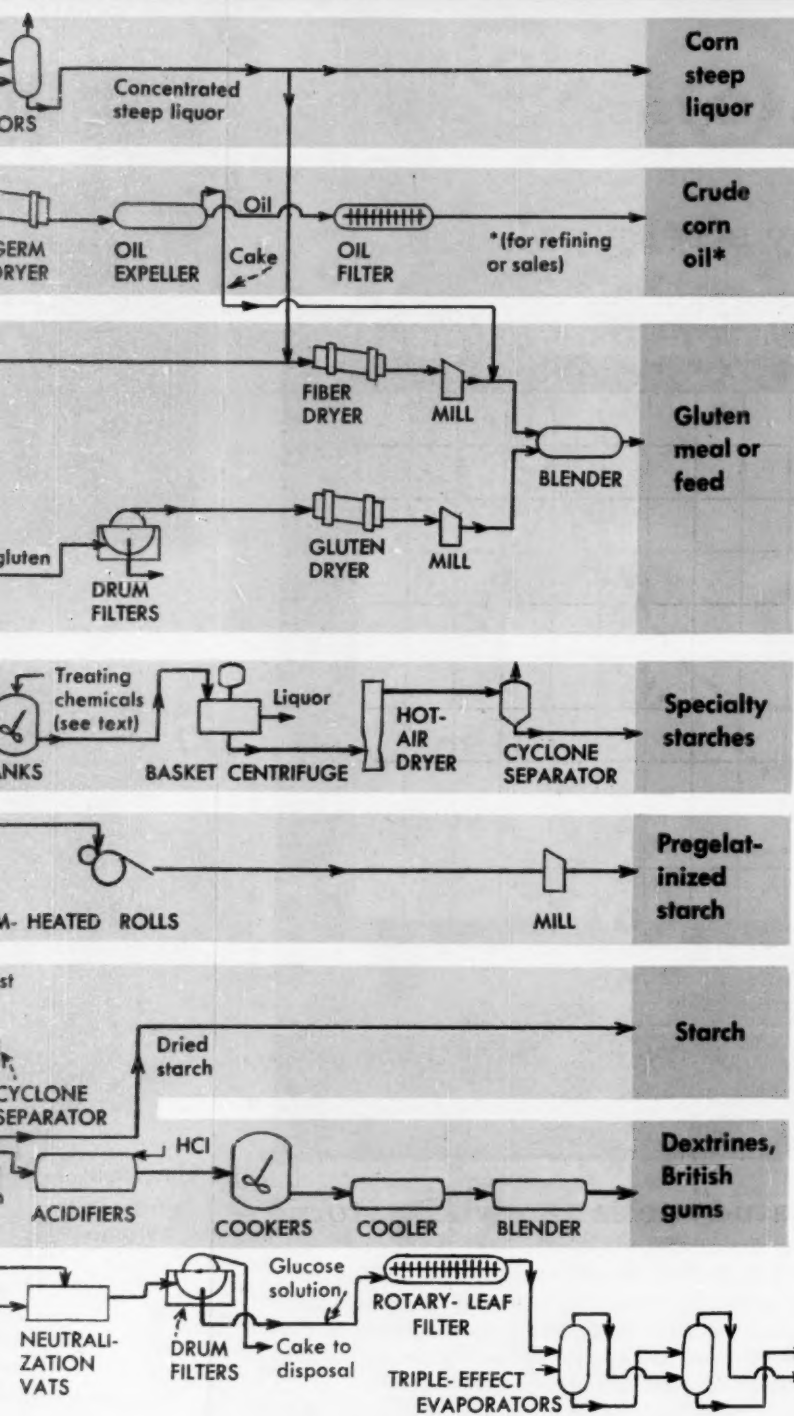 Corn
steep
liquor
Concentrated
steep liquor
ORS
Crude
corn
oil*
Oil
*(for refining
or sales)
GERM
DRYER
OIL
EXPELLER
Cake
OIL
FILTER
FIBER
DRYER
MILL
Gluten
meal or
feed
BLENDER
gluten
DRUM
FILTERS
GLUTEN
DRYER
MILL
Treating
chemicals
(see text)
Liquor
HOT-
AIR
DRYER
Specialty
starches
ANKS
BASKET CENTRIFUGE
CYCLONE
SEPARATOR
Pregelat-
inized
starch
M- HEATED ROLLS
MILL
st
Dried
starch
Starch
CYCLONE
SEPARATOR
HCl
Dextrines,
British
gums
ACIDIFIERS
COOKERS
COOLER
BLENDER
Glucose
solution
ROTARY- LEAF
FILTER
NEUTRALI-
ZATION
VATS
DRUM
FILTERS
Cake to
disposal
TRIPLE- EFFECT
EVAPORATORS